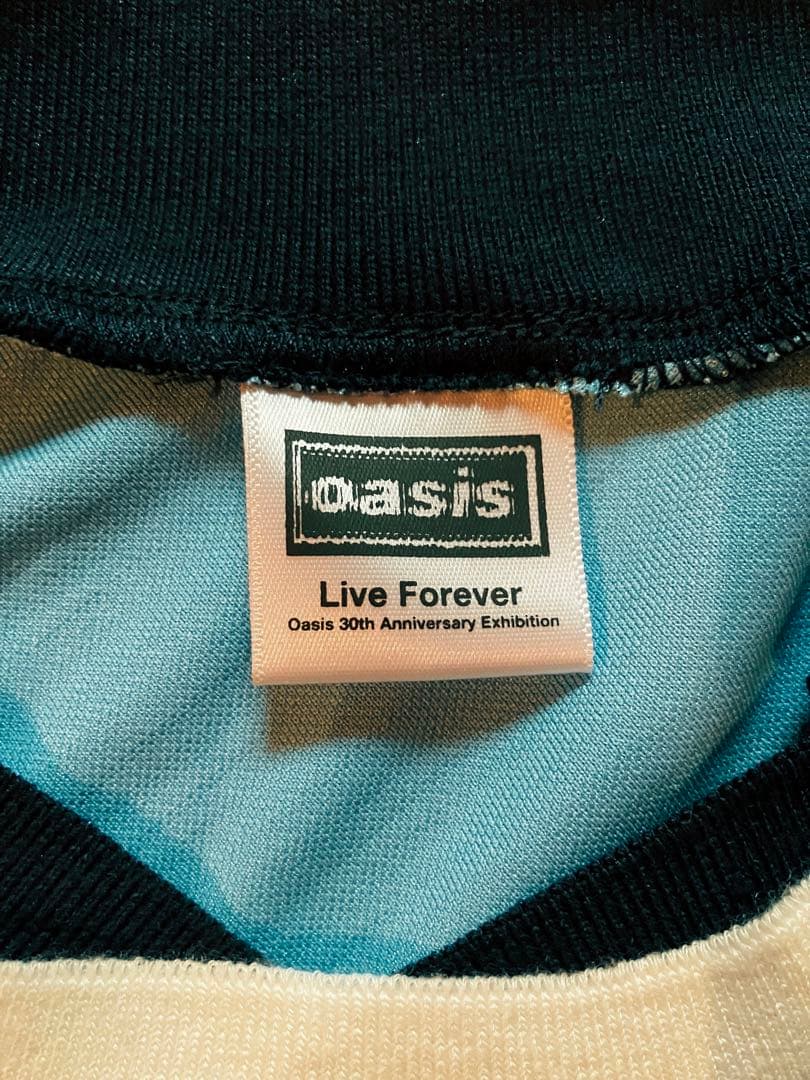 oasis
Live Forever
Oasis 30th Anniversary Exhibition